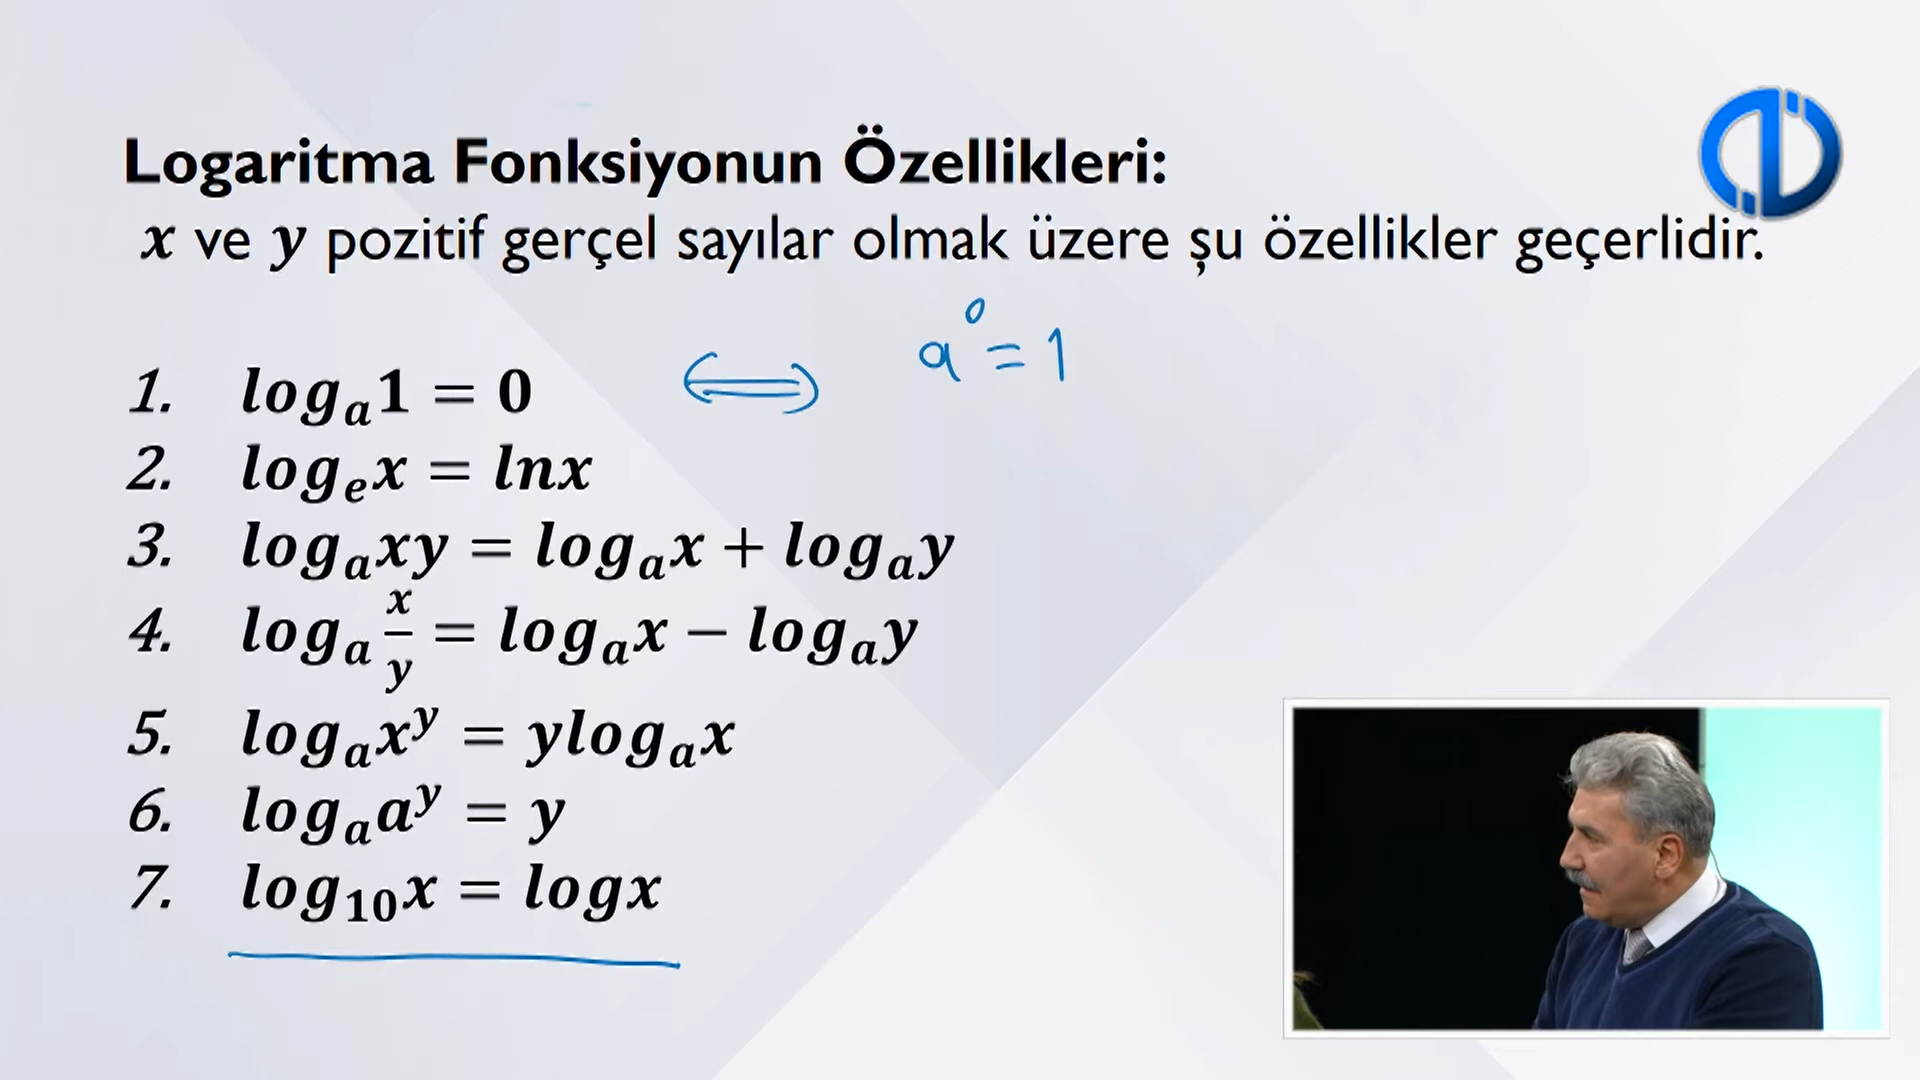 Logaritma Fonksiyonun Özellikleri:
x ve y pozitif gerçel sayılar olmak üzere şu özellikler geçerlidir.
1. logₐ1 = 0 ⟺ a⁰ = 1
2. logₑx = lnx
3. logₐxy = logₐx + logₐy
4. logₐ x/y = logₐx − logₐy
5. logₐxʸ = ylogₐx
6. logₐaʸ = y
7. log₁₀x = logx